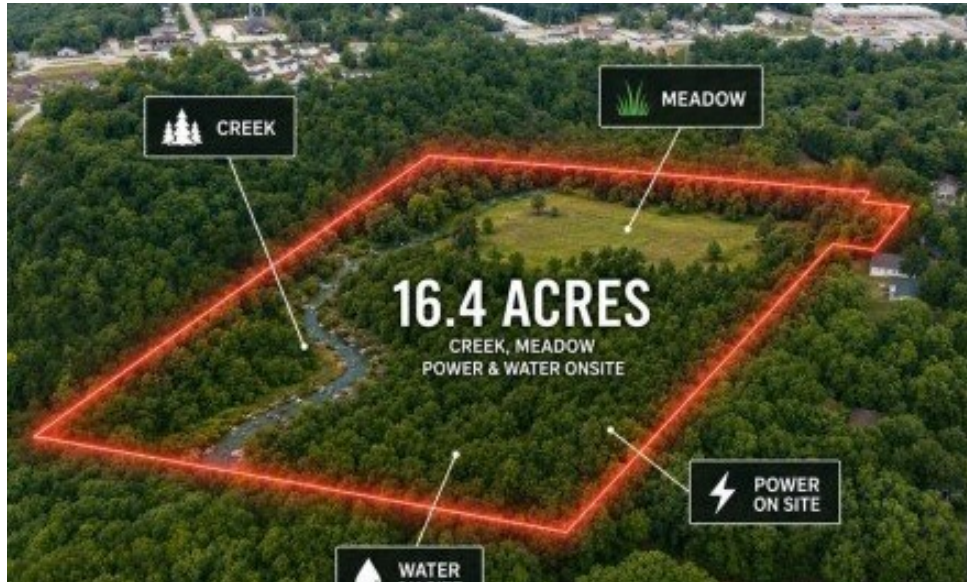 CREEK
MEADOW
16.4 ACRES
CREEK, MEADOW
POWER & WATER ONSITE
POWER
ON SITE
WATER